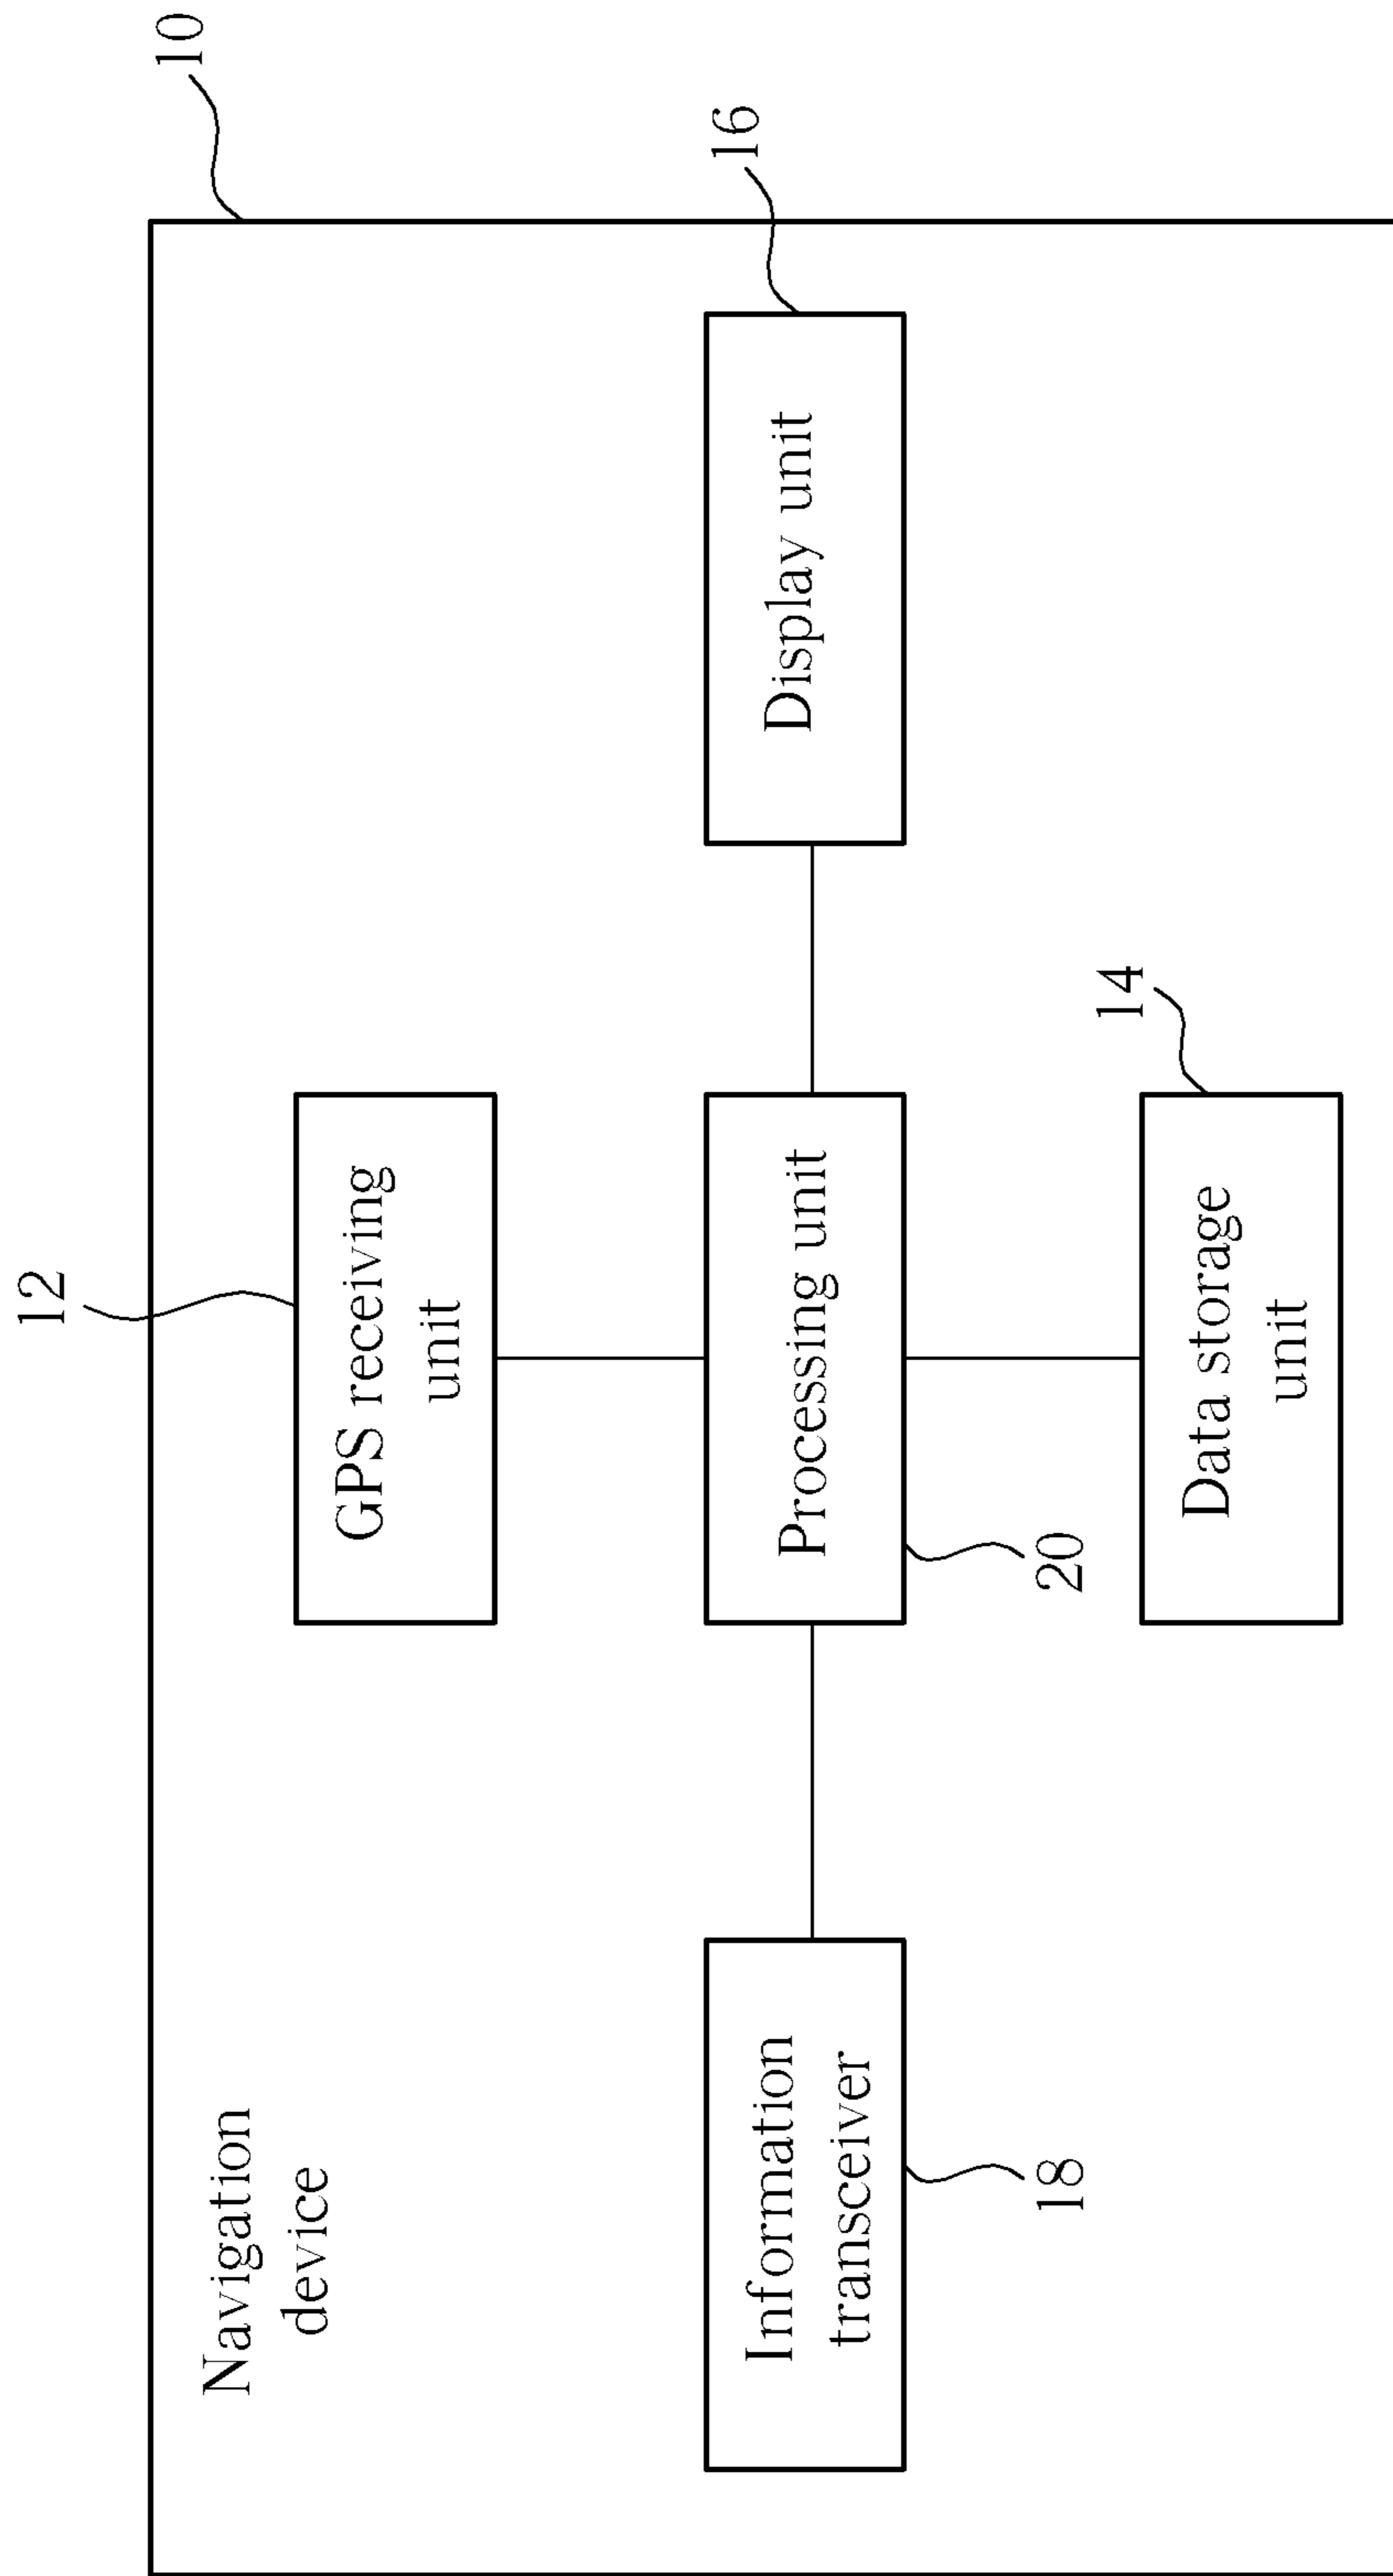 10
12
Navigation
device
GPS receiving
unit
16
Information
transceiver
Processing unit
Display unit
18
20
14
Data storage
unit